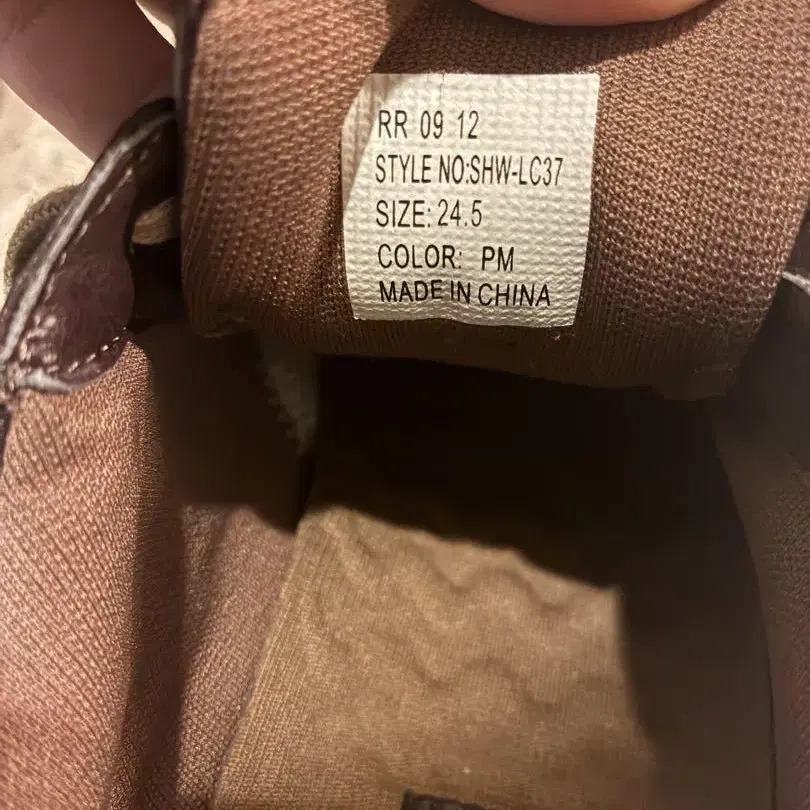 RR 09 12
STYLE NO:SHW-LC37
SIZE: 24.5
COLOR: PM
MADE IN CHINA